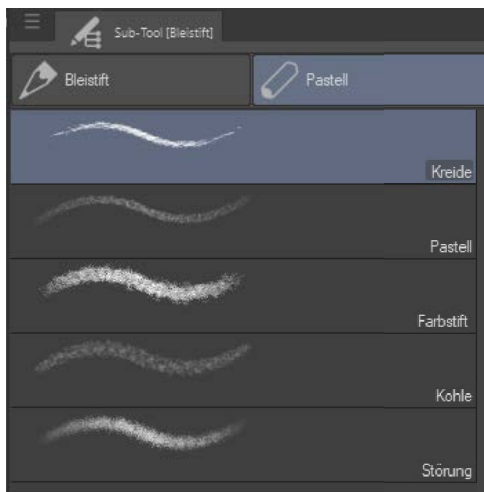 Sub-Tool [Bleistift]
Bleistift
Pastell
Kreide
Pastell
Farbstift
Kohle
Störung